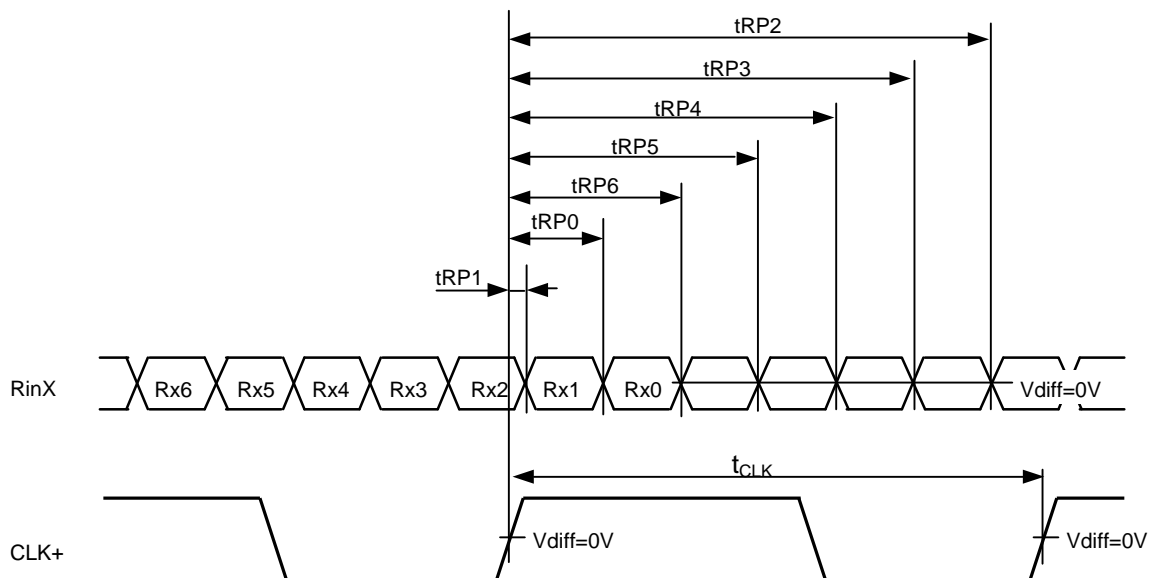 tRP2
tRP3
tRP4
tRP5
tRP6
tRP0
tRP1
RinX Rx6 Rx5 Rx4 Rx3 Rx2 Rx1 Rx0 Vdiff=0V
tCLK
CLK+ Vdiff=0V Vdiff=0V